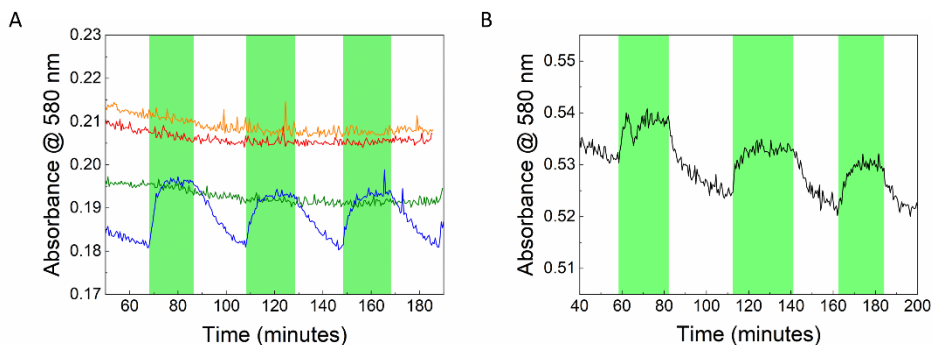 A
Absorbance @ 580 nm
0.23
0.22
0.21
0.20
0.19
0.18
0.17
60 80 100 120 140 160 180
Time (minutes)
B
Absorbance @ 580 nm
0.55
0.54
0.53
0.52
0.51
40 60 80 100 120 140 160 180 200
Time (minutes)